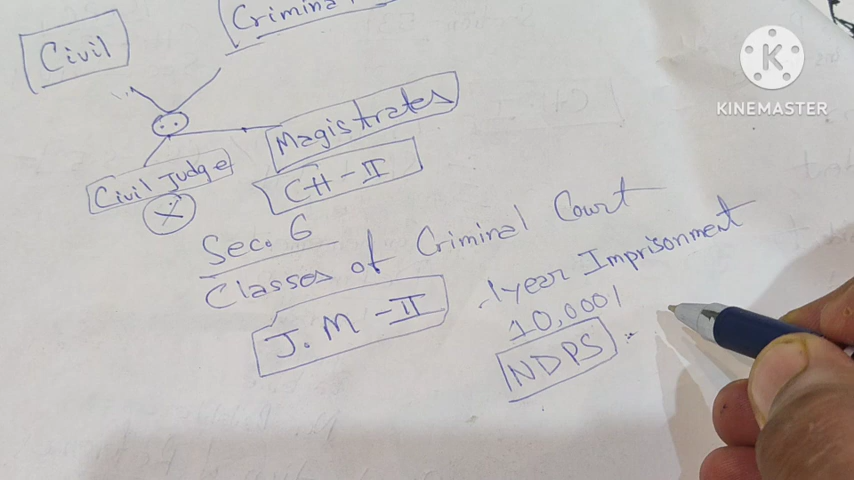 Criminal
Civil
KINEMASTER
Magistrates
Civil Judge
CH-II
Sec. 6
Classes of Criminal Court
J.M-II
1 year Imprisonment
10,000/
NDPS